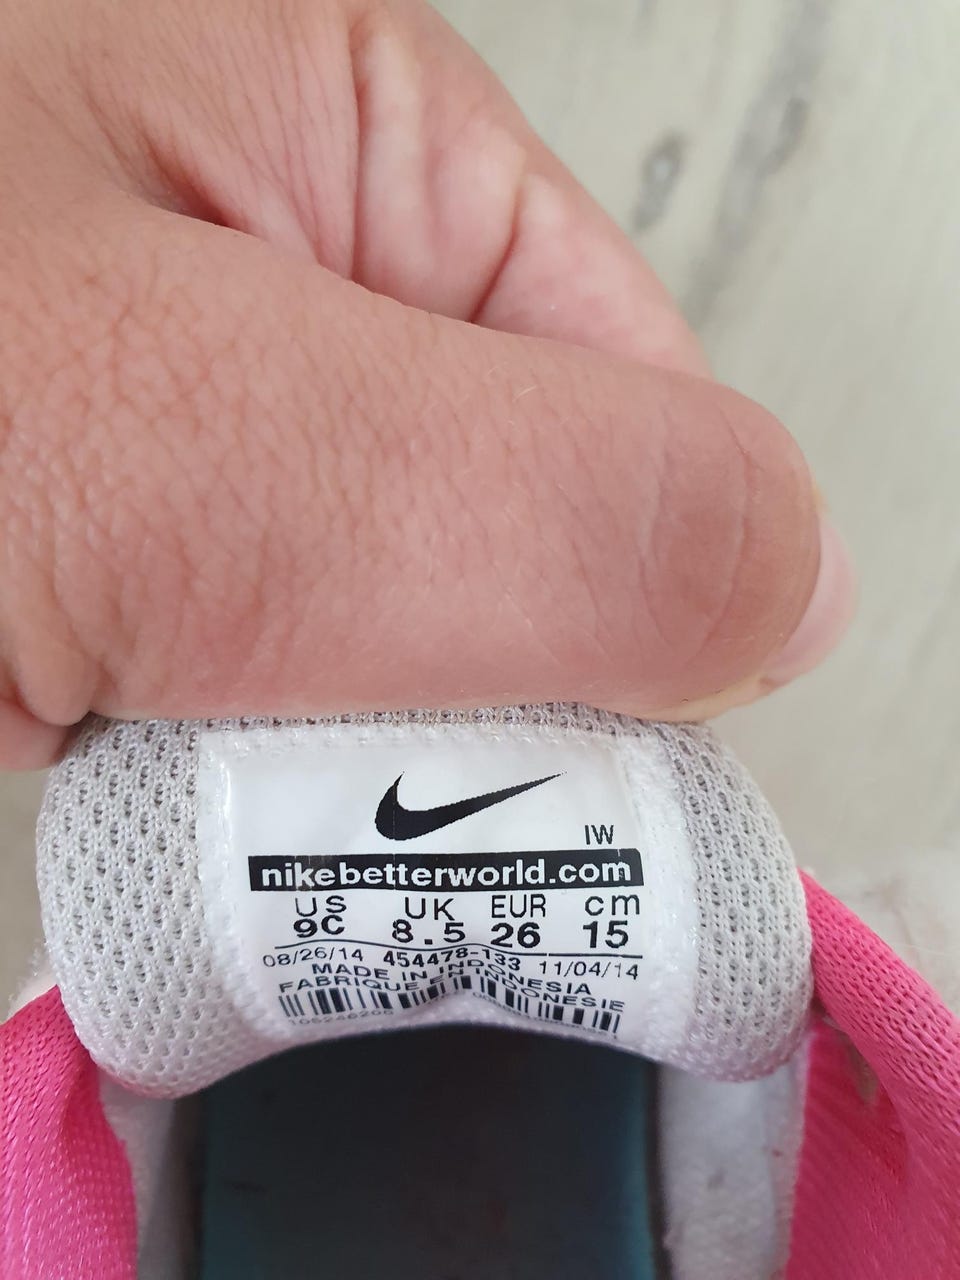 IW
nikebetterworld.com
US UK EUR cm
9C 8.5 26 15
08/26/14 454478-133 11/04/14
MADE IN INDONESIA
FABRIQUE EN INDONESIE